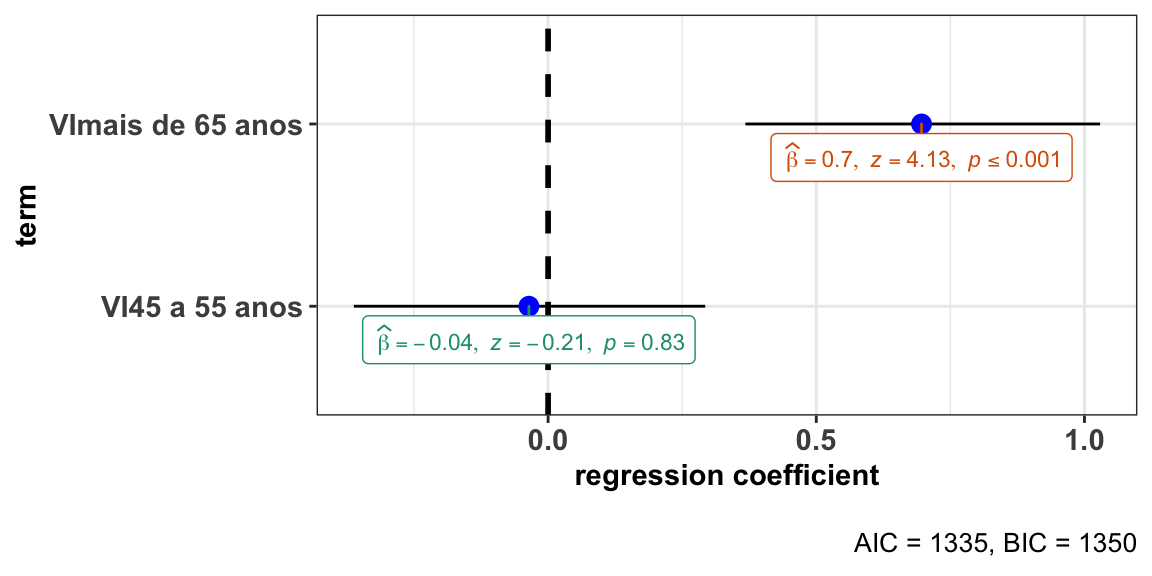 term
VImais de 65 anos
β̂ = 0.7, z = 4.13, p ≤ 0.001
VI45 a 55 anos
β̂ = −0.04, z = −0.21, p = 0.83
0.0 0.5 1.0
regression coefficient
AIC = 1335, BIC = 1350